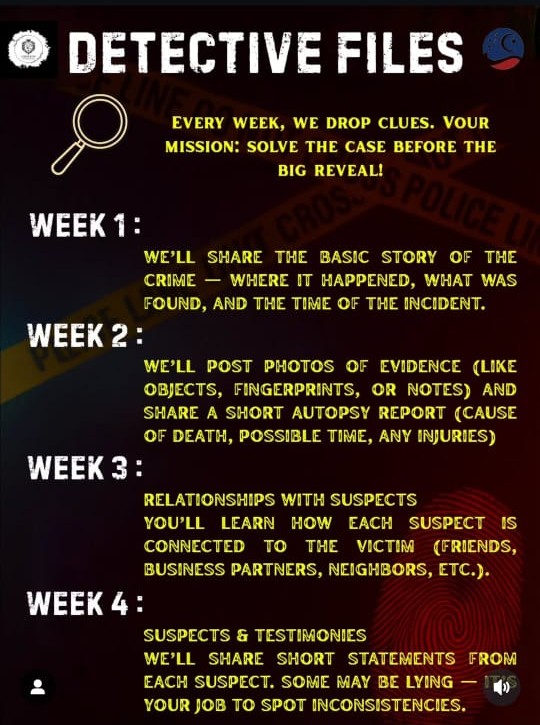 DETECTIVE FILES
EVERY WEEK, WE DROP CLUES. YOUR
MISSION: SOLVE THE CASE BEFORE THE
BIG REVEAL!
WEEK 1:
WE'LL SHARE THE BASIC STORY OF THE
CRIME — WHERE IT HAPPENED, WHAT WAS
FOUND, AND THE TIME OF THE INCIDENT.
WEEK 2:
WE'LL POST PHOTOS OF EVIDENCE (LIKE
OBJECTS, FINGERPRINTS, OR NOTES) AND
SHARE A SHORT AUTOPSY REPORT (CAUSE
OF DEATH, POSSIBLE TIME, ANY INJURIES)
WEEK 3:
RELATIONSHIPS WITH SUSPECTS
YOU'LL LEARN HOW EACH SUSPECT IS
CONNECTED TO THE VICTIM (FRIENDS,
BUSINESS PARTNERS, NEIGHBORS, ETC.).
WEEK 4:
SUSPECTS & TESTIMONIES
WE'LL SHARE SHORT STATEMENTS FROM
EACH SUSPECT. SOME MAY BE LYING — IT IS
YOUR JOB TO SPOT INCONSISTENCIES.